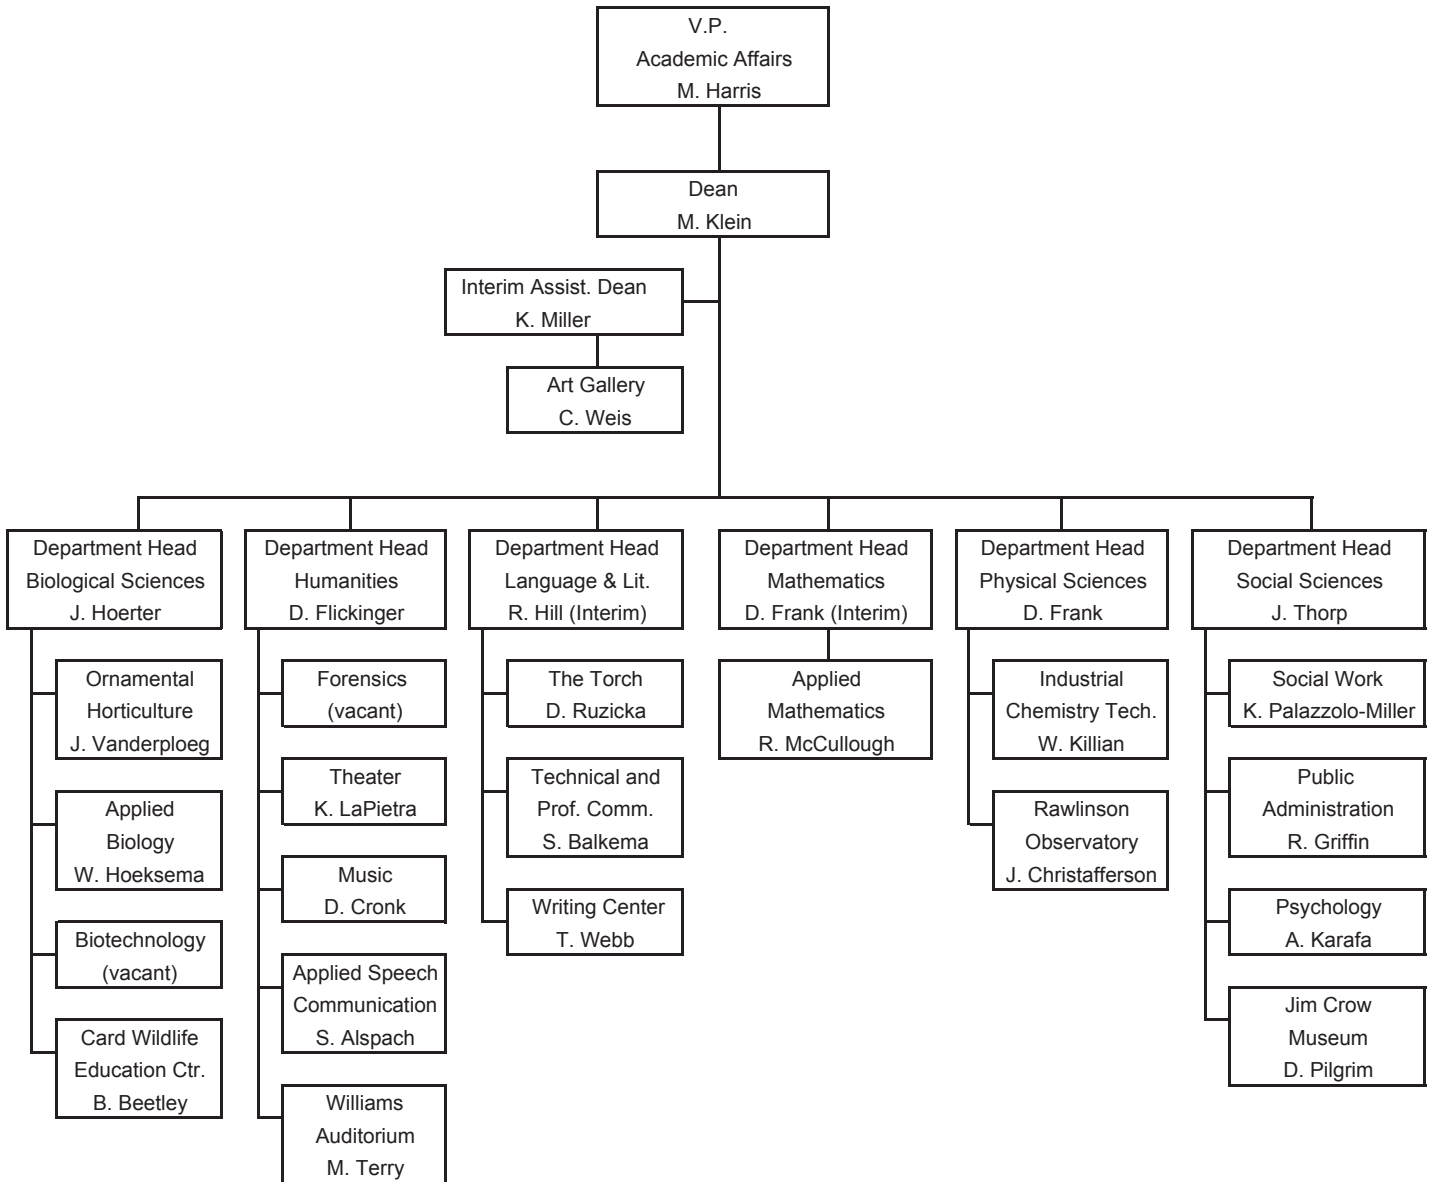 V.P.
Academic Affairs
M. Harris
Dean
M. Klein
Interim Assist. Dean
K. Miller
Art Gallery
C. Weis
Department Head
Biological Sciences
J. Hoerter
Department Head
Humanities
D. Flickinger
Department Head
Language & Lit.
R. Hill (Interim)
Department Head
Mathematics
D. Frank (Interim)
Department Head
Physical Sciences
D. Frank
Department Head
Social Sciences
J. Thorp
Ornamental
Horticulture
J. Vanderploeg
Applied
Biology
W. Hoeksema
Biotechnology
(vacant)
Card Wildlife
Education Ctr.
B. Beetley
Forensics
(vacant)
Theater
K. LaPietra
Music
D. Cronk
Applied Speech
Communication
S. Alspach
Williams
Auditorium
M. Terry
The Torch
D. Ruzicka
Technical and
Prof. Comm.
S. Balkema
Writing Center
T. Webb
Applied
Mathematics
R. McCullough
Industrial
Chemistry Tech.
W. Killian
Rawlinson
Observatory
J. Christafferson
Social Work
K. Palazzolo-Miller
Public
Administration
R. Griffin
Psychology
A. Karafa
Jim Crow
Museum
D. Pilgrim